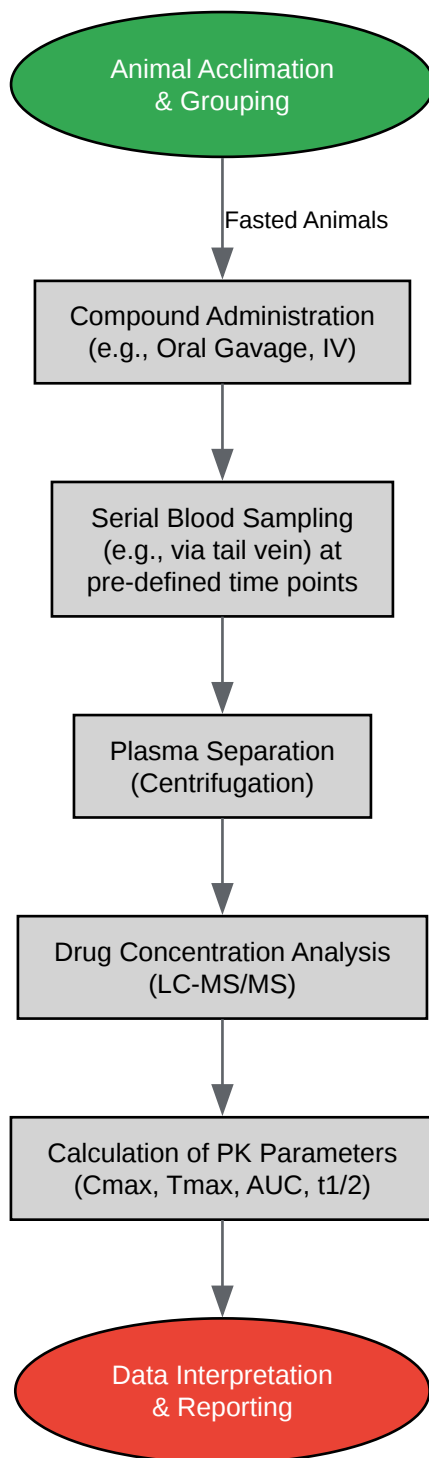 Animal Acclimation
& Grouping
Fasted Animals
Compound Administration
(e.g., Oral Gavage, IV)
Serial Blood Sampling
(e.g., via tail vein) at
pre-defined time points
Plasma Separation
(Centrifugation)
Drug Concentration Analysis
(LC-MS/MS)
Calculation of PK Parameters
(Cmax, Tmax, AUC, t1/2)
Data Interpretation
& Reporting